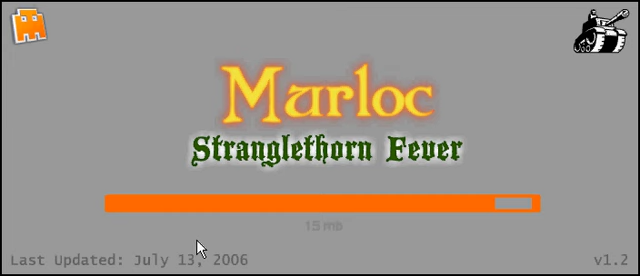 Murloc
Stranglethorn Fever
15 mb
Last Updated: July 13, 2006
v1.2